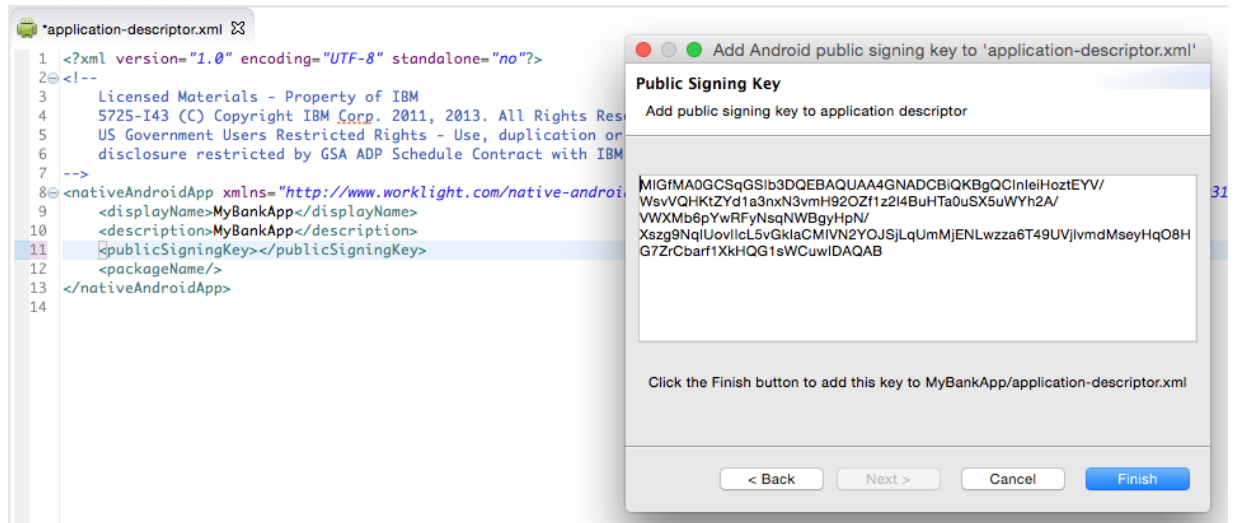 *application-descriptor.xml
1 <?xml version="1.0" encoding="UTF-8" standalone="no"?>
2 <!--
3 Licensed Materials - Property of IBM
4 5725-I43 (C) Copyright IBM Corp. 2011, 2013. All Rights Res
5 US Government Users Restricted Rights - Use, duplication or
6 disclosure restricted by GSA ADP Schedule Contract with IBM
7 -->
8 <nativeAndroidApp xmlns="http://www.worklight.com/native-androi
31
9 <displayName>MyBankApp</displayName>
10 <description>MyBankApp</description>
11 <publicSigningKey></publicSigningKey>
12 <packageName/>
13 </nativeAndroidApp>
14
Add Android public signing key to 'application-descriptor.xml'
Public Signing Key
Add public signing key to application descriptor
MIGfMA0GCSqGSIb3DQEBAQUAA4GNADCBiQKBgQCInIeiHoztEYV/
WsvVQHKtZYd1a3nxN3vmH92OZf1z2I4BuHTa0uSX5uWYh2A/
VWXMb6pYwRFyNsqNWBgyHpN/
Xszg9NqIUovIIcL5vGkIaCMIVN2YOJSjLqUmMjENLwzza6T49UVjIvmdMseyHqO8H
G7ZrCbarf1XkHQG1sWCuwIDAQAB
Click the Finish button to add this key to MyBankApp/application-descriptor.xml
< Back
Next >
Cancel
Finish